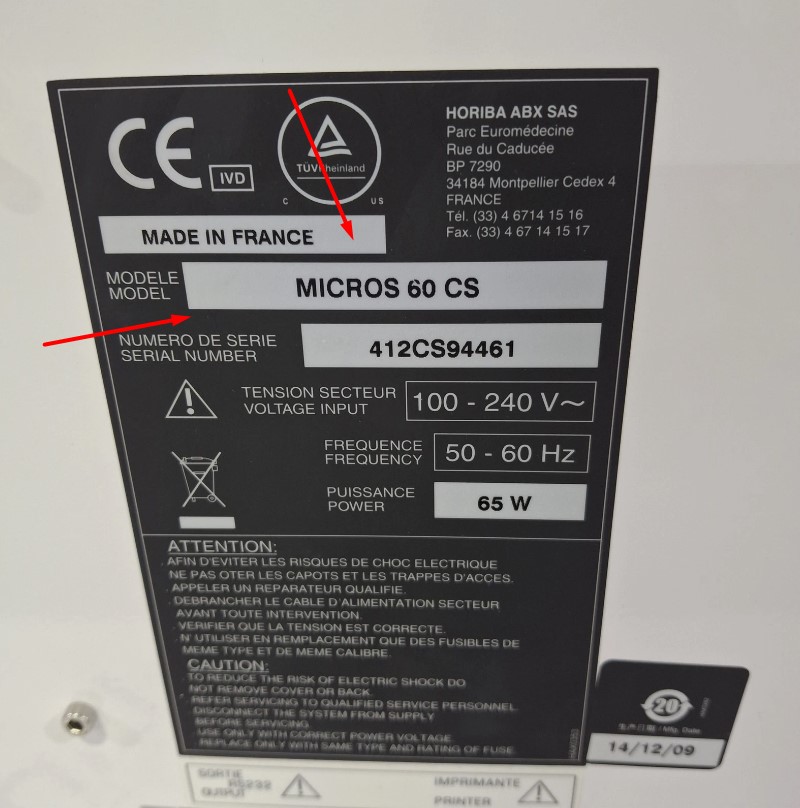 CE
IVD
TÜVRheinland
C US
HORIBA ABX SAS
Parc Euromédecine
Rue du Caducée
BP 7290
34184 Montpellier Cedex 4
FRANCE
Tél. (33) 4 6714 15 16
Fax. (33) 4 67 14 15 17
MADE IN FRANCE
MODELE
MODEL
MICROS 60 CS
NUMERO DE SERIE
SERIAL NUMBER
412CS94461
TENSION SECTEUR
VOLTAGE INPUT
100 - 240 V~
FREQUENCE
FREQUENCY
50 - 60 Hz
PUISSANCE
POWER
65 W
ATTENTION:
. AFIN D'EVITER LES RISQUES DE CHOC ELECTRIQUE
NE PAS OTER LES CAPOTS ET LES TRAPPES D'ACCES.
. APPELER UN REPARATEUR QUALIFIE.
. DEBRANCHER LE CABLE D'ALIMENTATION SECTEUR
AVANT TOUTE INTERVENTION.
. VERIFIER QUE LA TENSION EST CORRECTE.
. N' UTILISER EN REMPLACEMENT QUE DES FUSIBLES DE
MEME TYPE ET DE MEME CALIBRE.
CAUTION:
. TO REDUCE THE RISK OF ELECTRIC SHOCK DO
NOT REMOVE COVER OR BACK.
. REFER SERVICING TO QUALIFIED SERVICE PERSONNEL.
. DISCONNECT THE SYSTEM FROM SUPPLY
BEFORE SERVICING.
. USE ONLY WITH CORRECT POWER VOLTAGE
. REPLACE ONLY WITH SAME TYPE AND RATING OF FUSE
20
生产日期 / Mfg. Date
14/12/09
SORTIE
RS232
OUTPUT
IMPRIMANTE
PRINTER